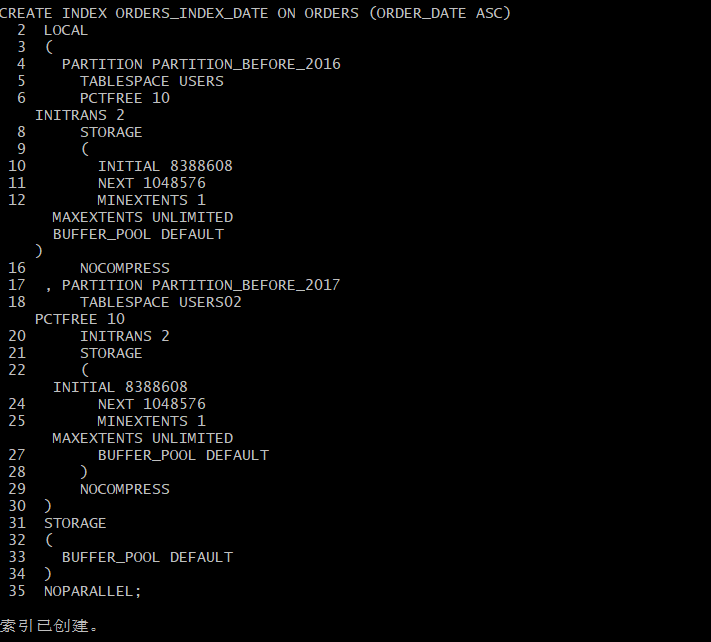 CREATE INDEX ORDERS_INDEX_DATE ON ORDERS (ORDER_DATE ASC)
  2  LOCAL
  3  (
  4    PARTITION PARTITION_BEFORE_2016
  5      TABLESPACE USERS
  6      PCTFREE 10
    INITRANS 2
  8      STORAGE
  9      (
 10        INITIAL 8388608
 11        NEXT 1048576
 12        MINEXTENTS 1
      MAXEXTENTS UNLIMITED
      BUFFER_POOL DEFAULT
    )
 16      NOCOMPRESS
 17  , PARTITION PARTITION_BEFORE_2017
 18      TABLESPACE USERS02
    PCTFREE 10
 20      INITRANS 2
 21      STORAGE
 22      (
      INITIAL 8388608
 24        NEXT 1048576
 25        MINEXTENTS 1
      MAXEXTENTS UNLIMITED
 27        BUFFER_POOL DEFAULT
 28      )
 29      NOCOMPRESS
 30  )
 31  STORAGE
 32  (
 33    BUFFER_POOL DEFAULT
 34  )
 35  NOPARALLEL;
索引已创建。